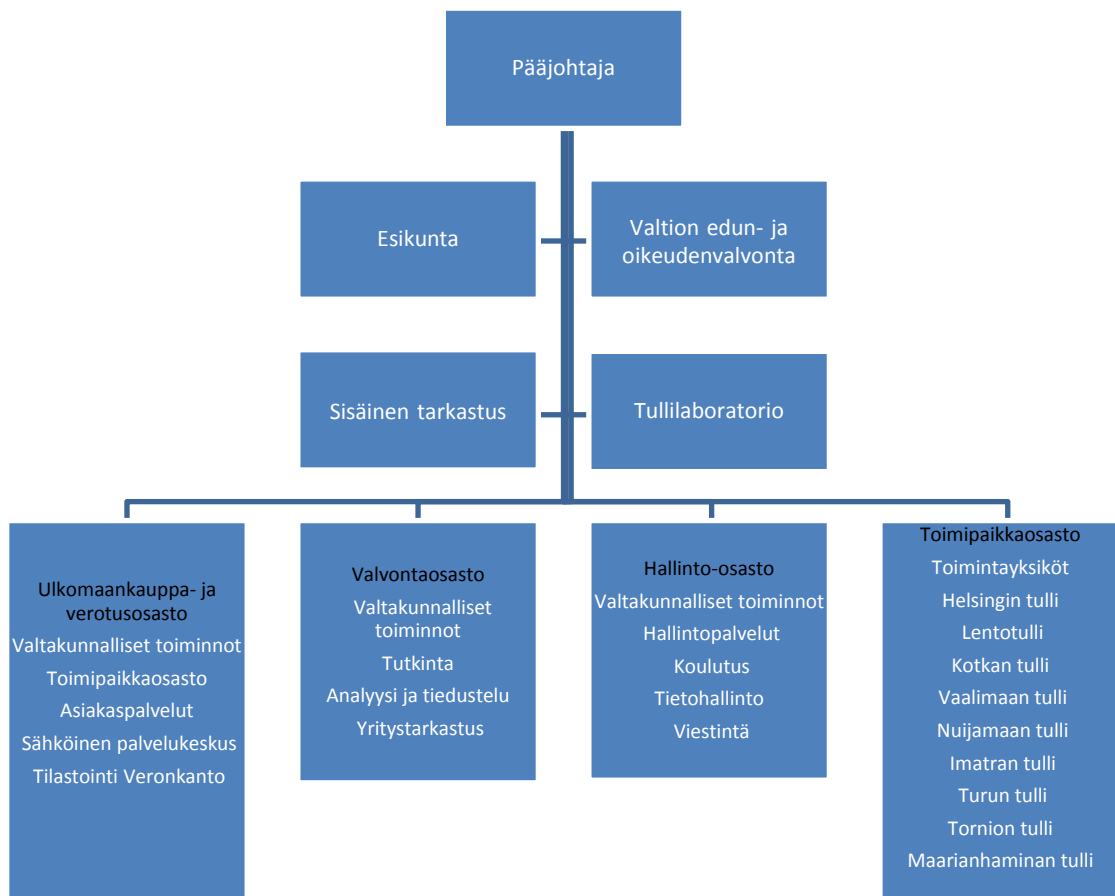 Pääjohtaja
Esikunta
Valtion edun- ja
oikeudenvalvonta
Sisäinen tarkastus
Tullilaboratorio
Ulkomaankauppa- ja
verotusosasto
Valtakunnalliset toiminnot
Toimipaikkaosasto
Asiakaspalvelut
Sähköinen palvelukeskus
Tilastointi Veronkanto
Valvontaosasto
Valtakunnalliset
toiminnot
Tutkinta
Analyysi ja tiedustelu
Yritystarkastus
Hallinto-osasto
Valtakunnalliset toiminnot
Hallintopalvelut
Koulutus
Tietohallinto
Viestintä
Toimipaikkaosasto
Toimintayksiköt
Helsingin tulli
Lentotulli
Kotkan tulli
Vaalimaan tulli
Nuijamaan tulli
Imatran tulli
Turun tulli
Tornion tulli
Maarianhaminan tulli